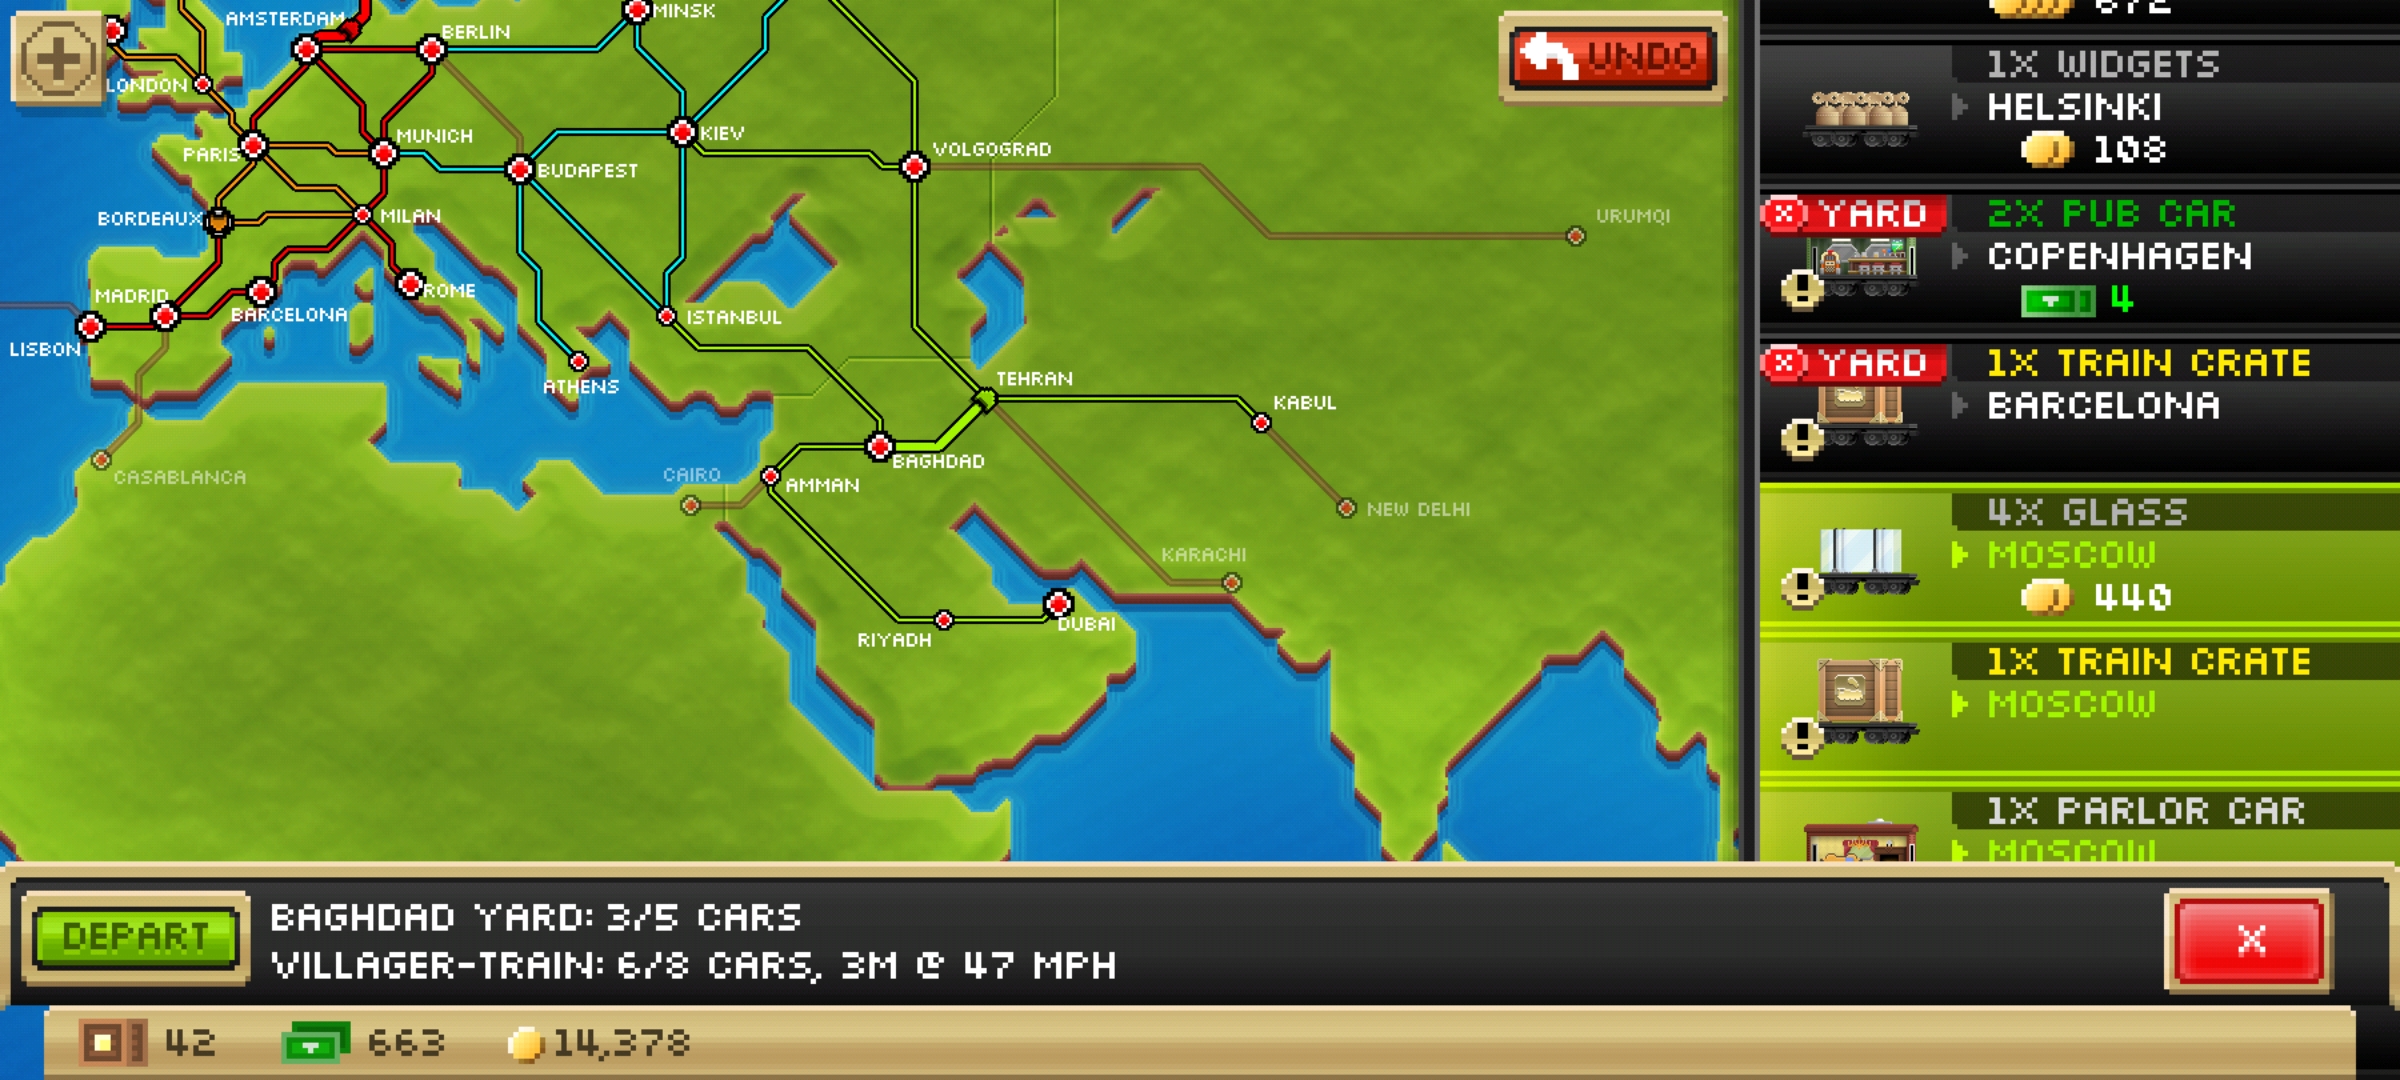 AMSTERDAM
BERLIN
MINSK
LONDON
PARIS
MUNICH
BUDAPEST
KIEV
VOLGOGRAD
URUMQI
BORDEAUX
MILAN
MADRID
BARCELONA
ROME
LISBON
ISTANBUL
ATHENS
TEHRAN
KABUL
CASABLANCA
CAIRO
AMMAN
BAGHDAD
NEW DELHI
KARACHI
RIYADH
DUBAI
UNDO
672
1X WIDGETS
HELSINKI
108
YARD
2X PUB CAR
COPENHAGEN
4
YARD
1X TRAIN CRATE
BARCELONA
4X GLASS
MOSCOW
440
1X TRAIN CRATE
MOSCOW
1X PARLOR CAR
MOSCOW
DEPART
BAGHDAD YARD: 3/5 CARS
VILLAGER-TRAIN: 6/8 CARS, 3M @ 47 MPH
X
42
663
14,378